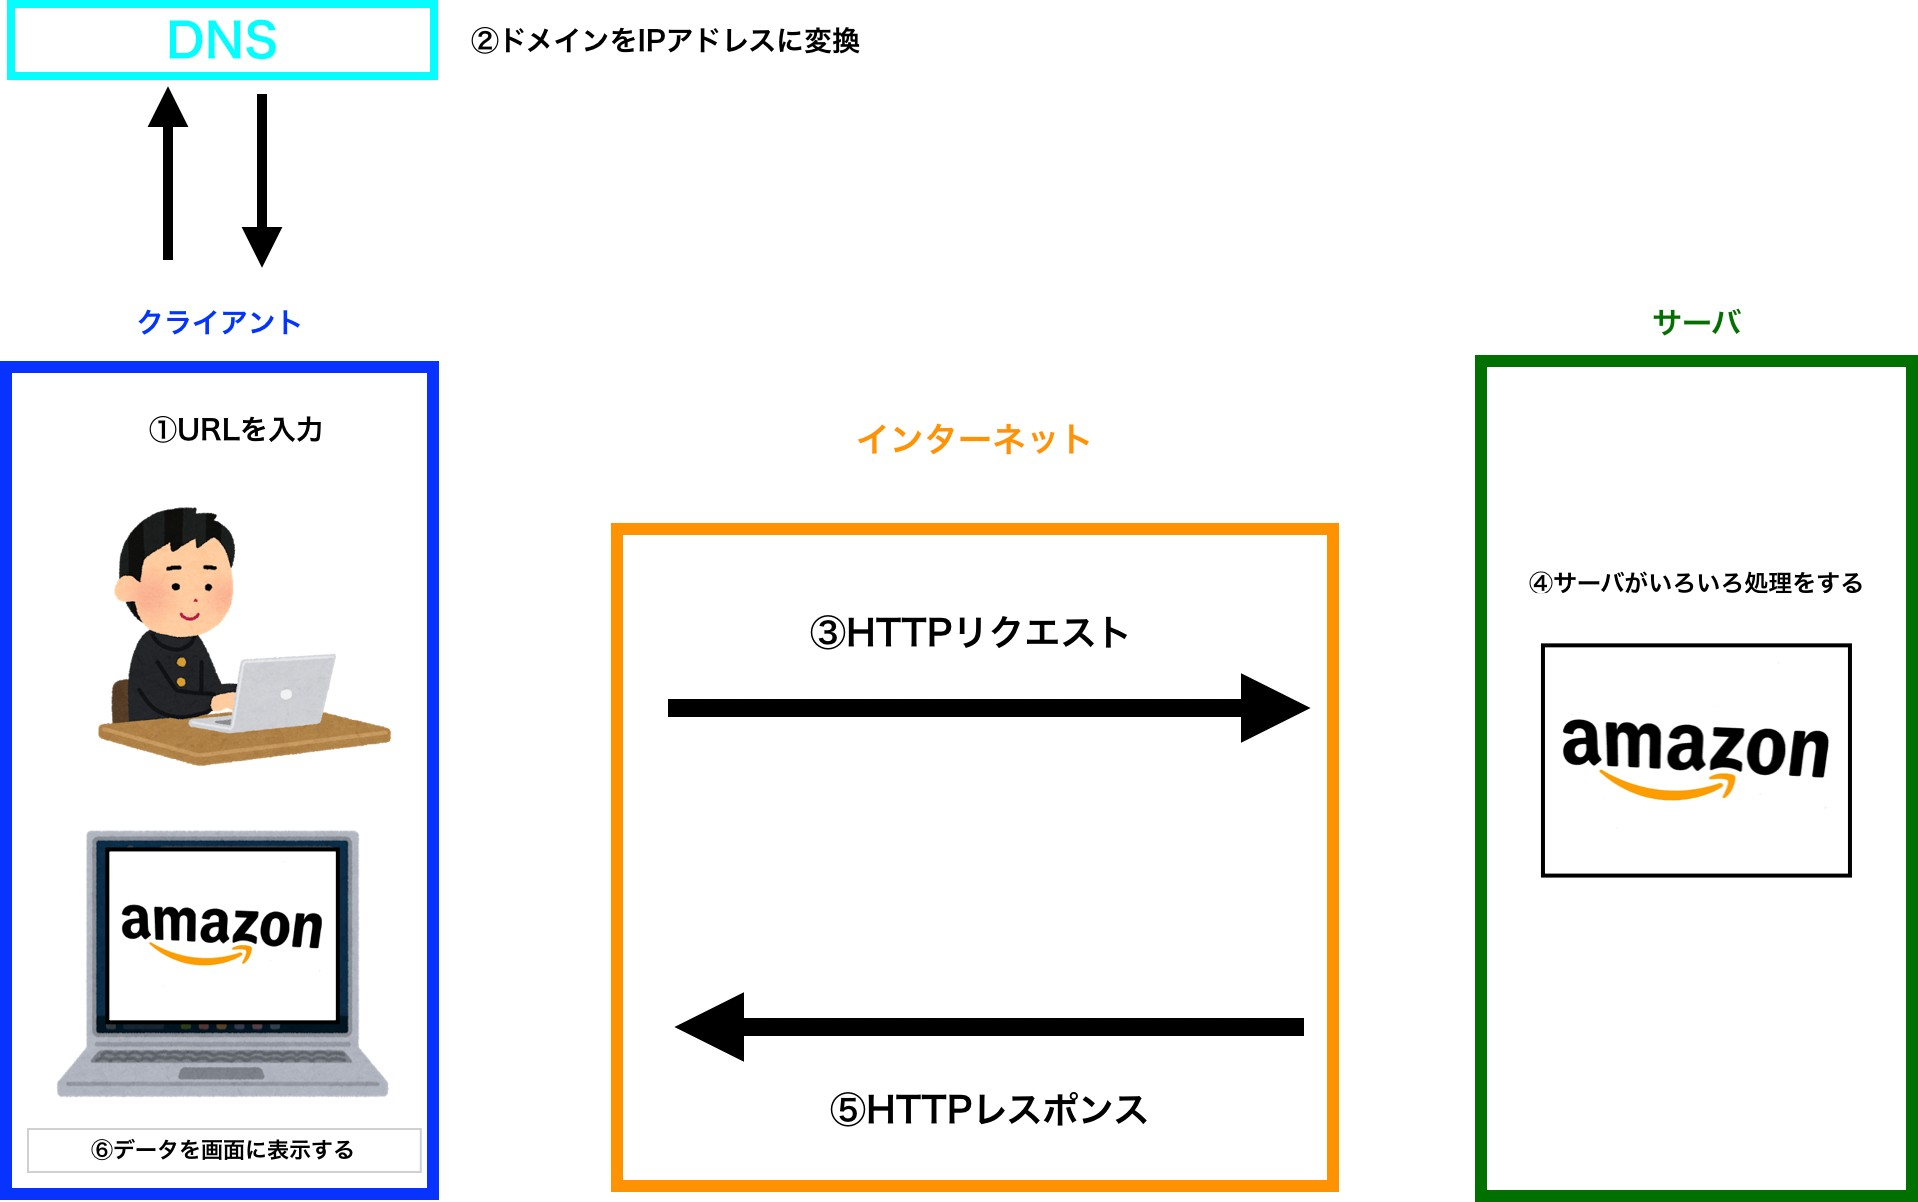 DNS
②ドメインをIPアドレスに変換
クライアント
サーバ
①URLを入力
インターネット
④サーバがいろいろ処理をする
③HTTPリクエスト
amazon
amazon
⑤HTTPレスポンス
⑥データを画面に表示する